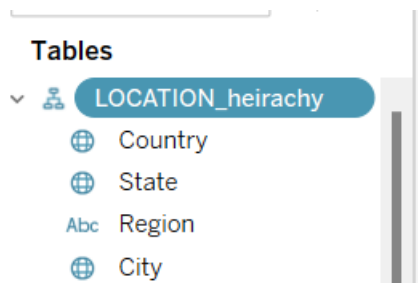 Tables
LOCATION_heirachy
Country
State
Abc Region
City